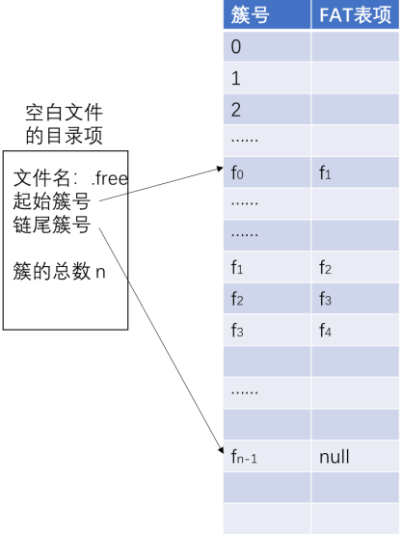 空白文件
的目录项
文件名：.free
起始簇号
链尾簇号
簇的总数 n
簇号 FAT表项
0
1
2
……
f0 f1
……
……
f1 f2
f2 f3
f3 f4
……
fn-1 null